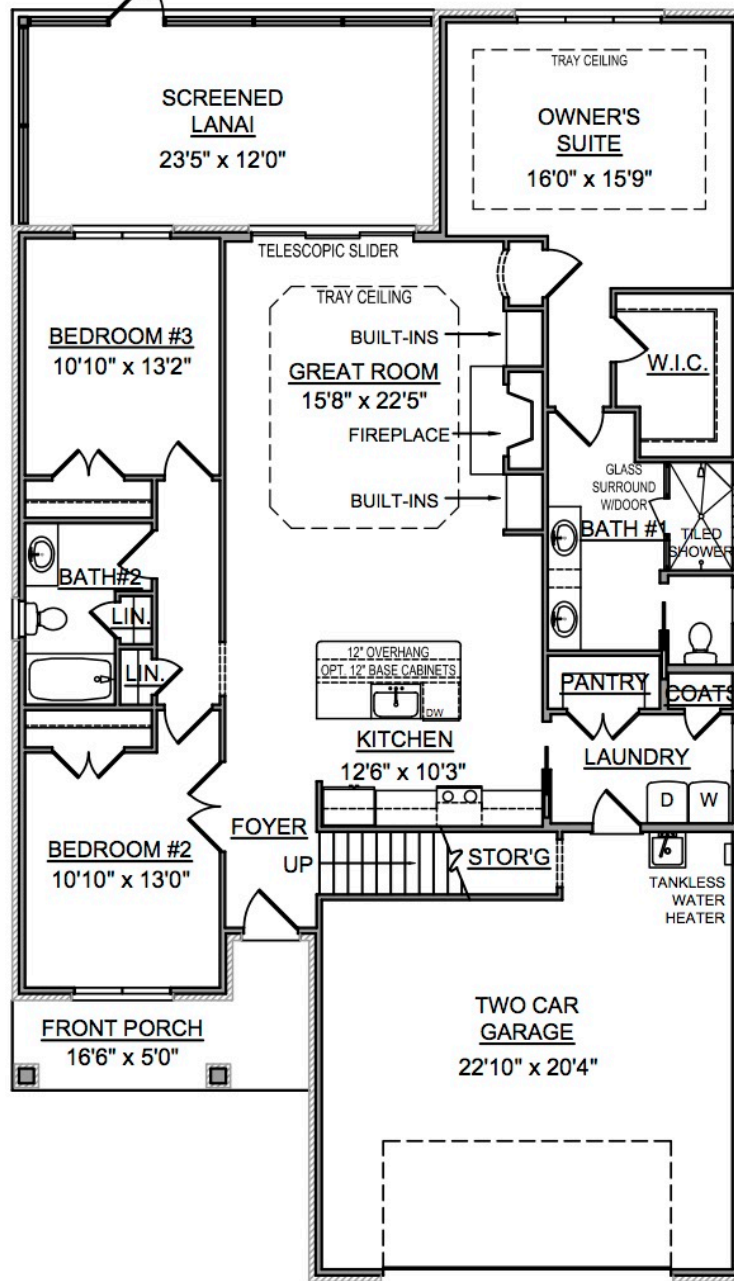 SCREENED
LANAI
23'5" x 12'0"
TRAY CEILING
OWNER'S
SUITE
16'0" x 15'9"
TELESCOPIC SLIDER
TRAY CEILING
BUILT-INS
BEDROOM #3
10'10" x 13'2"
GREAT ROOM
15'8" x 22'5"
W.I.C.
FIREPLACE
BUILT-INS
GLASS
SURROUND
W/DOOR
BATH #1
TILED
SHOWER
BATH#2
LIN.
LIN.
12" OVERHANG
OPT. 12" BASE CABINETS
DW
PANTRY
COATS
KITCHEN
12'6" x 10'3"
LAUNDRY
D
W
FOYER
UP
STOR'G
BEDROOM #2
10'10" x 13'0"
TANKLESS
WATER
HEATER
TWO CAR
GARAGE
22'10" x 20'4"
FRONT PORCH
16'6" x 5'0"